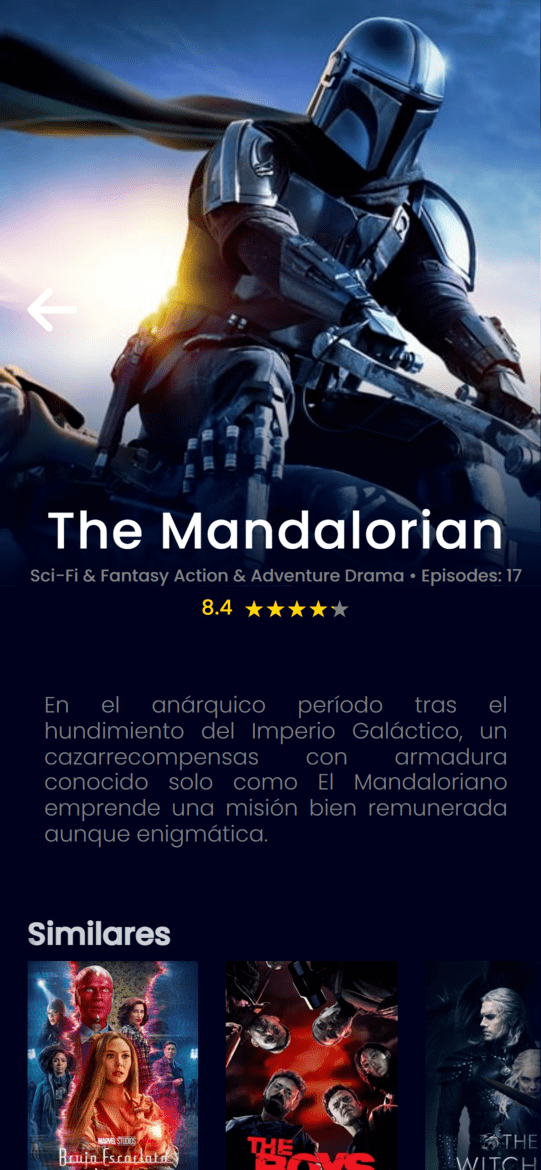 The Mandalorian
Sci-Fi & Fantasy Action & Adventure Drama • Episodes: 17
8.4
En el anárquico período tras el
hundimiento del Imperio Galáctico, un
cazarrecompensas con armadura
conocido solo como El Mandaloriano
emprende una misión bien remunerada
aunque enigmática.
Similares
MARVEL STUDIOS
Bruja Escarlata
THE
BOYS
THE
WITCH